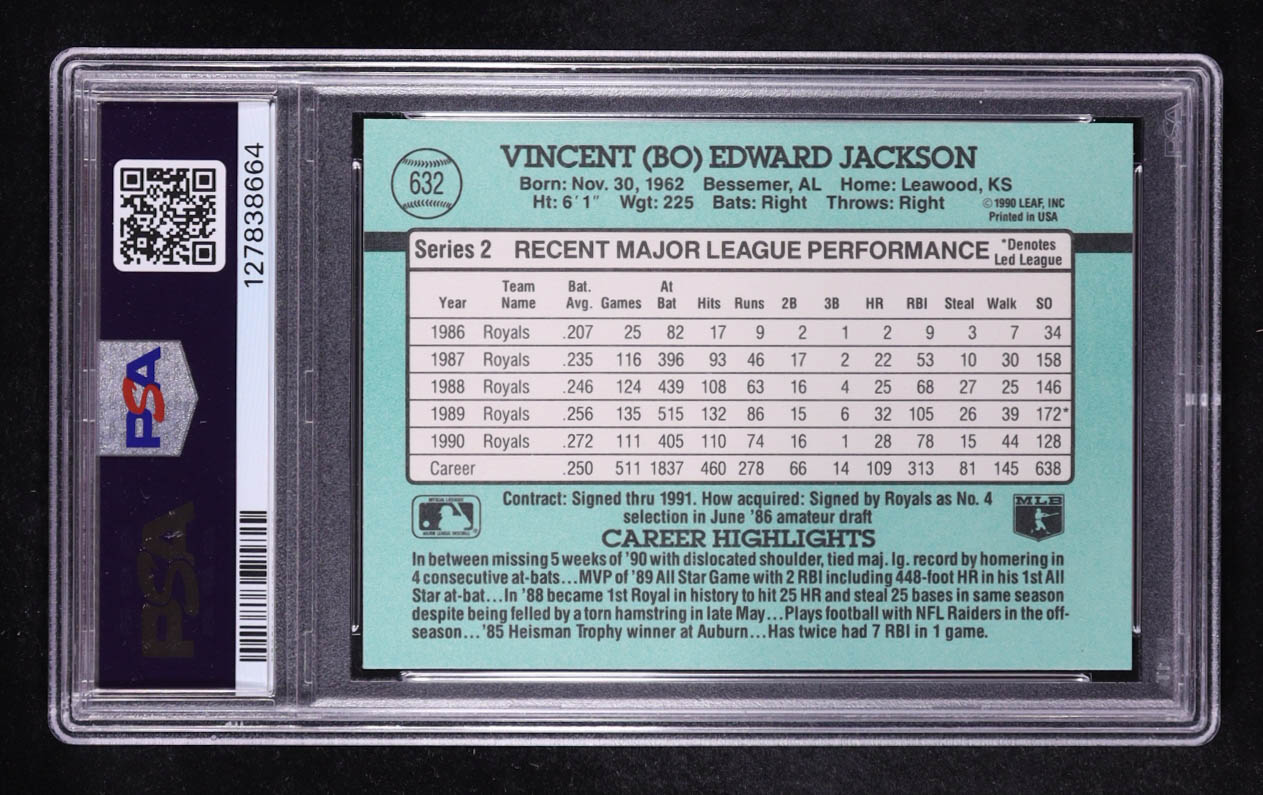 127838664
PSA
PSA
632
VINCENT (BO) EDWARD JACKSON
Born: Nov. 30, 1962 Bessemer, AL Home: Leawood, KS
Ht: 6'1" Wgt: 225 Bats: Right Throws: Right
© 1990 LEAF, INC
Printed in USA
Series 2 RECENT MAJOR LEAGUE PERFORMANCE *Denotes Led League
Year Team Name Bat. Avg. Games At Bat Hits Runs 2B 3B HR RBI Steal Walk SO
1986 Royals .207 25 82 17 9 2 1 2 9 3 7 34
1987 Royals .235 116 396 93 46 17 2 22 53 10 30 158
1988 Royals .246 124 439 108 63 16 4 25 68 27 25 146
1989 Royals .256 135 515 132 86 15 6 32 105 26 39 172*
1990 Royals .272 111 405 110 74 16 1 28 78 15 44 128
Career .250 511 1837 460 278 66 14 109 313 81 145 638
Contract: Signed thru 1991. How acquired: Signed by Royals as No. 4
selection in June '86 amateur draft
MLB
CAREER HIGHLIGHTS
In between missing 5 weeks of '90 with dislocated shoulder, tied maj. lg. record by homering in
4 consecutive at-bats...MVP of '89 All Star Game with 2 RBI including 448-foot HR in his 1st All
Star at-bat...In '88 became 1st Royal in history to hit 25 HR and steal 25 bases in same season
despite being felled by a torn hamstring in late May...Plays football with NFL Raiders in the off-
season...'85 Heisman Trophy winner at Auburn...Has twice had 7 RBI in 1 game.